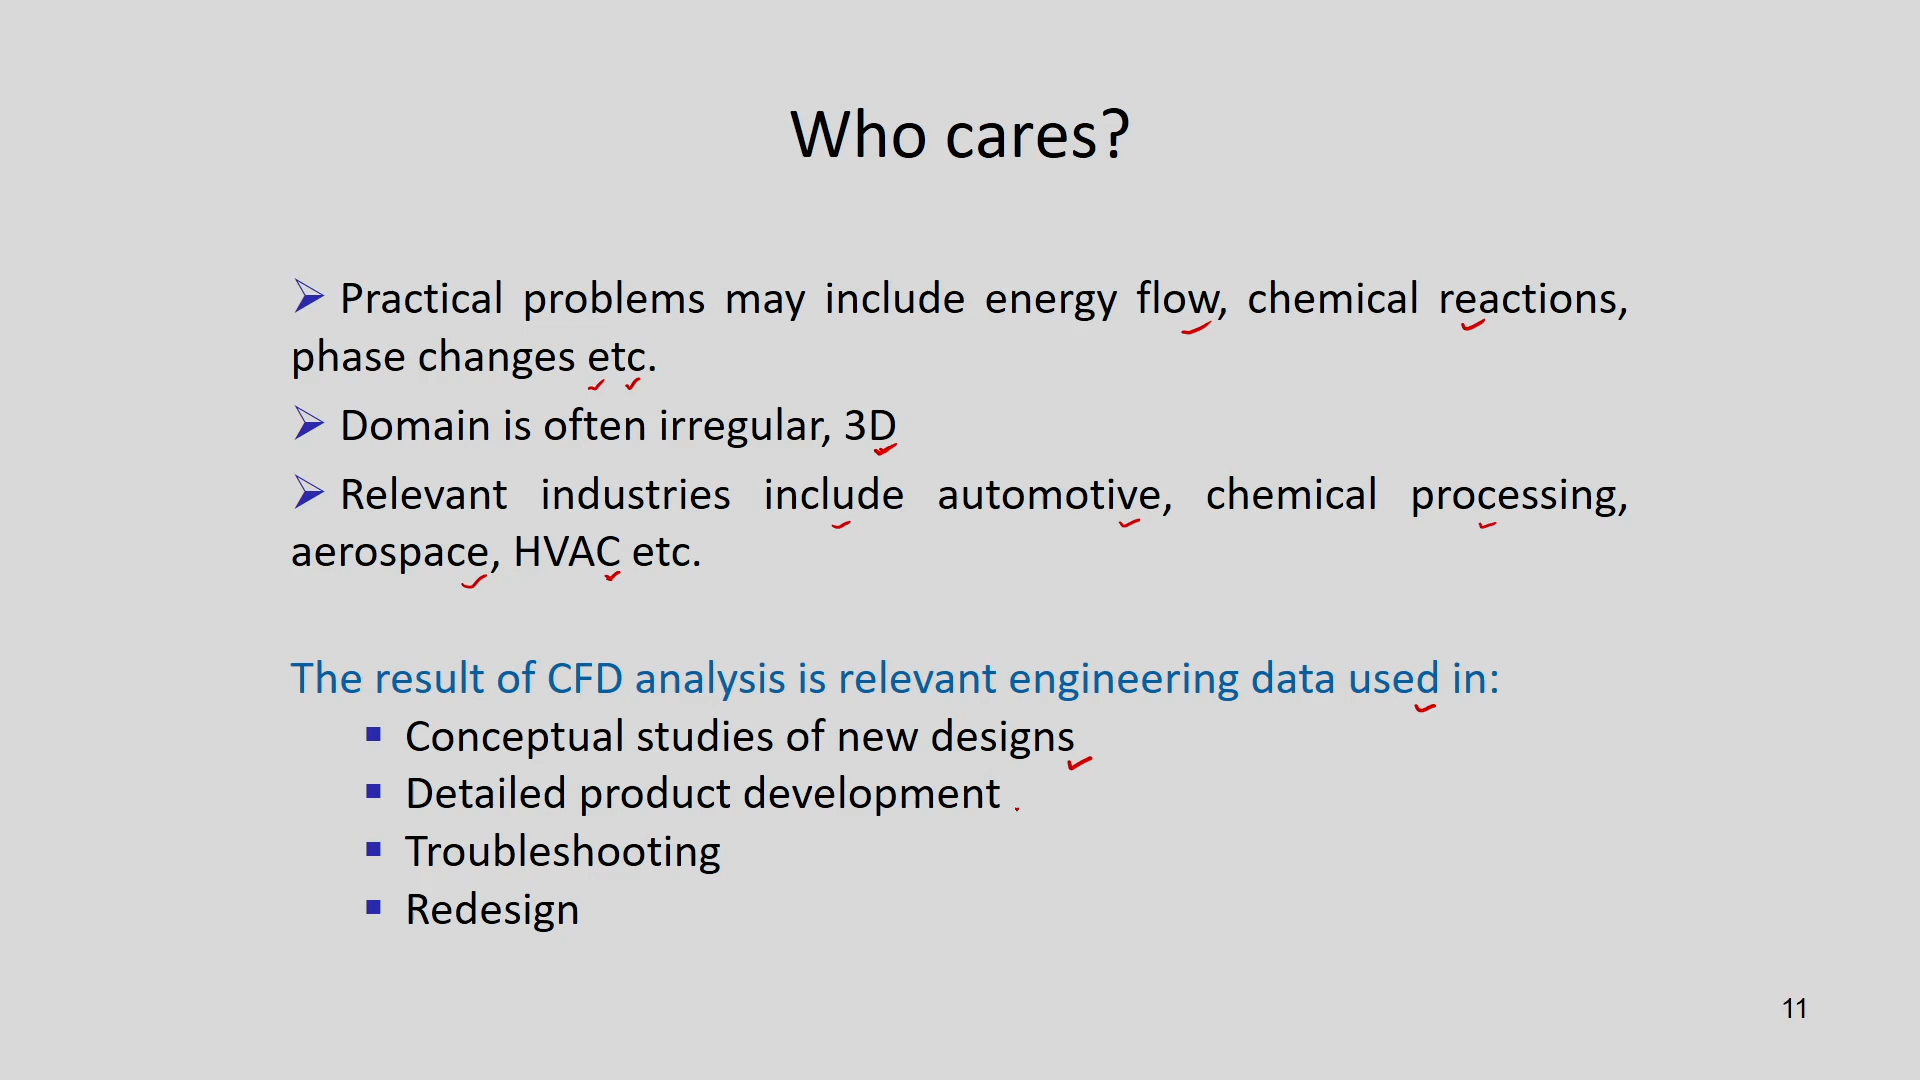 Who cares?
Practical problems may include energy flow, chemical reactions,
phase changes etc.
Domain is often irregular, 3D
Relevant industries include automotive, chemical processing,
aerospace, HVAC etc.
The result of CFD analysis is relevant engineering data used in:
Conceptual studies of new designs
Detailed product development
Troubleshooting
Redesign
11